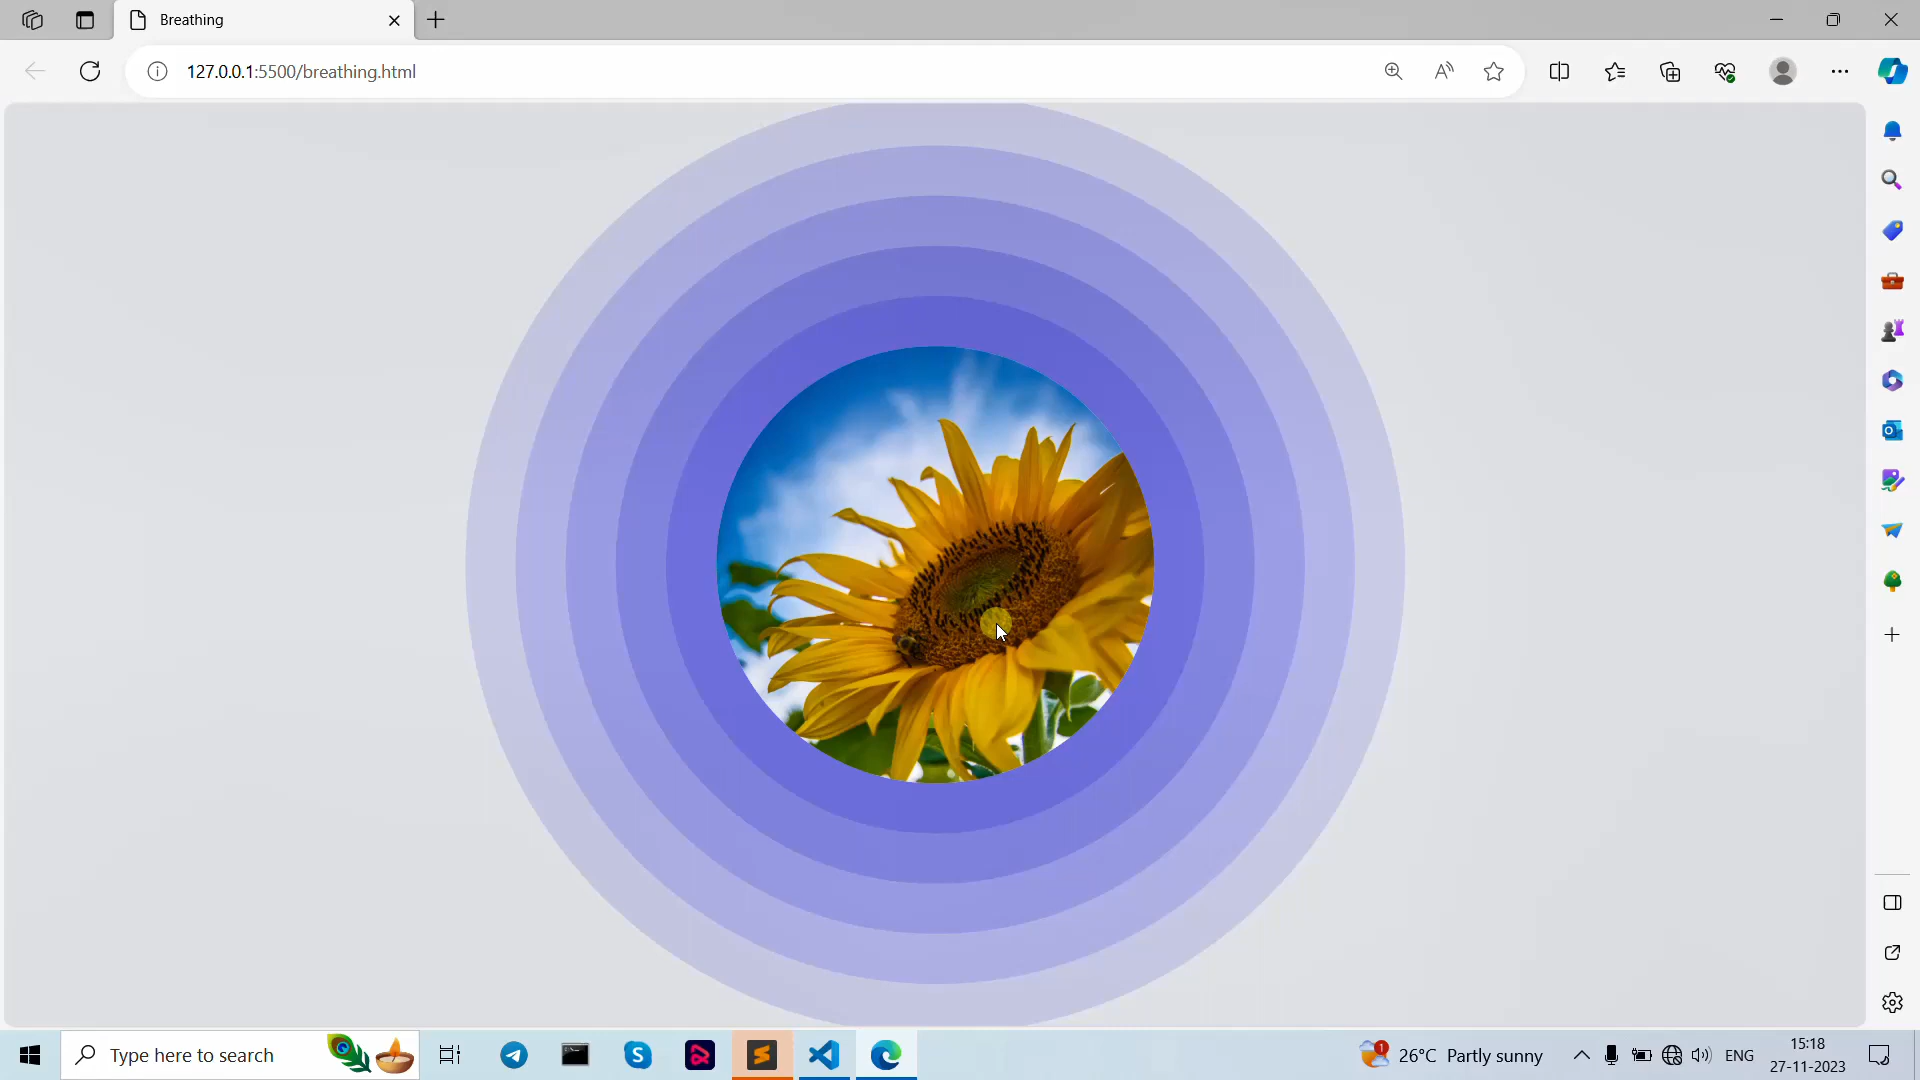 Breathing
127.0.0.1:5500/breathing.html
Type here to search
1
26°C Partly sunny
ENG
15:18
27-11-2023